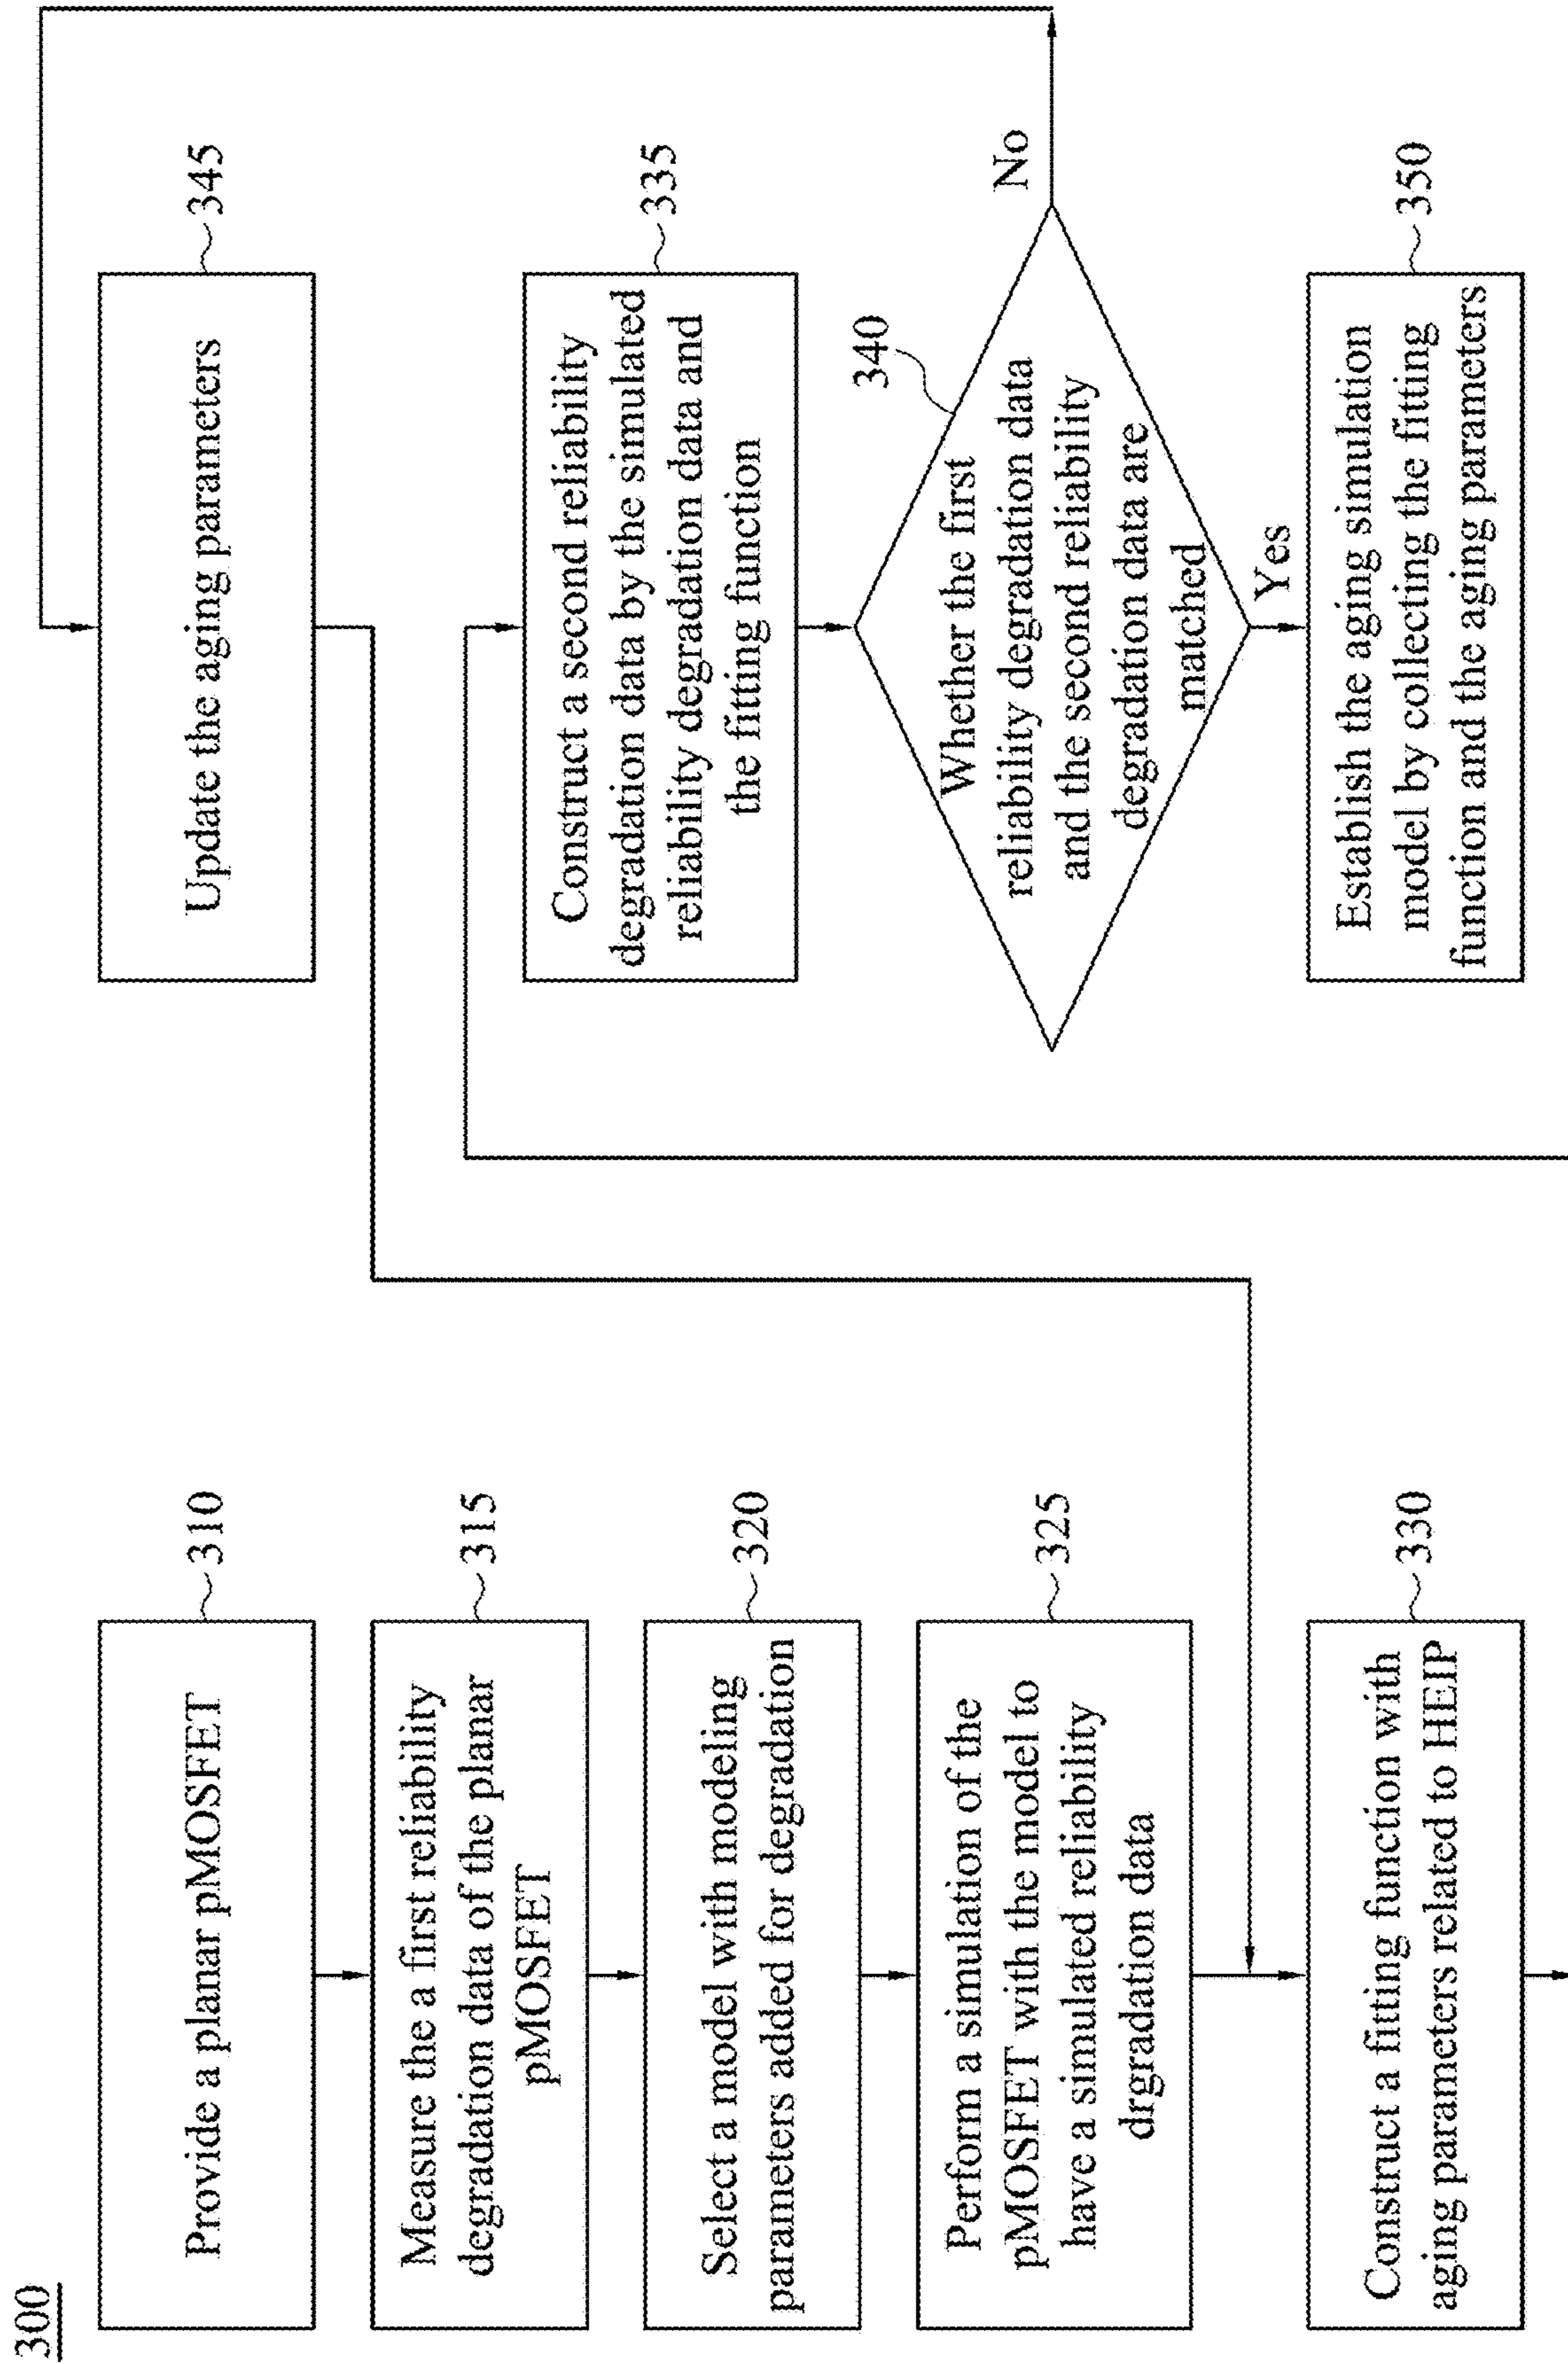 300
Provide a planar pMOSFET
310
Measure the a first reliability
degradation data of the planar
pMOSFET
315
Select a model with modeling
parameters added for degradation
320
Perform a simulation of the
pMOSFET with the model to
have a simulated reliability
drgradation data
325
Construct a fitting function with
aging parameters related to HEIP
330
Update the aging parameters
345
Construct a second reliability
degradation data by the simulated
reliability degradation data and
the fitting function
335
340
Whether the first
reliability degradation data
and the second reliability
degradation data are
matched
No
Yes
Establish the aging simulation
model by collecting the fitting
function and the aging parameters
350